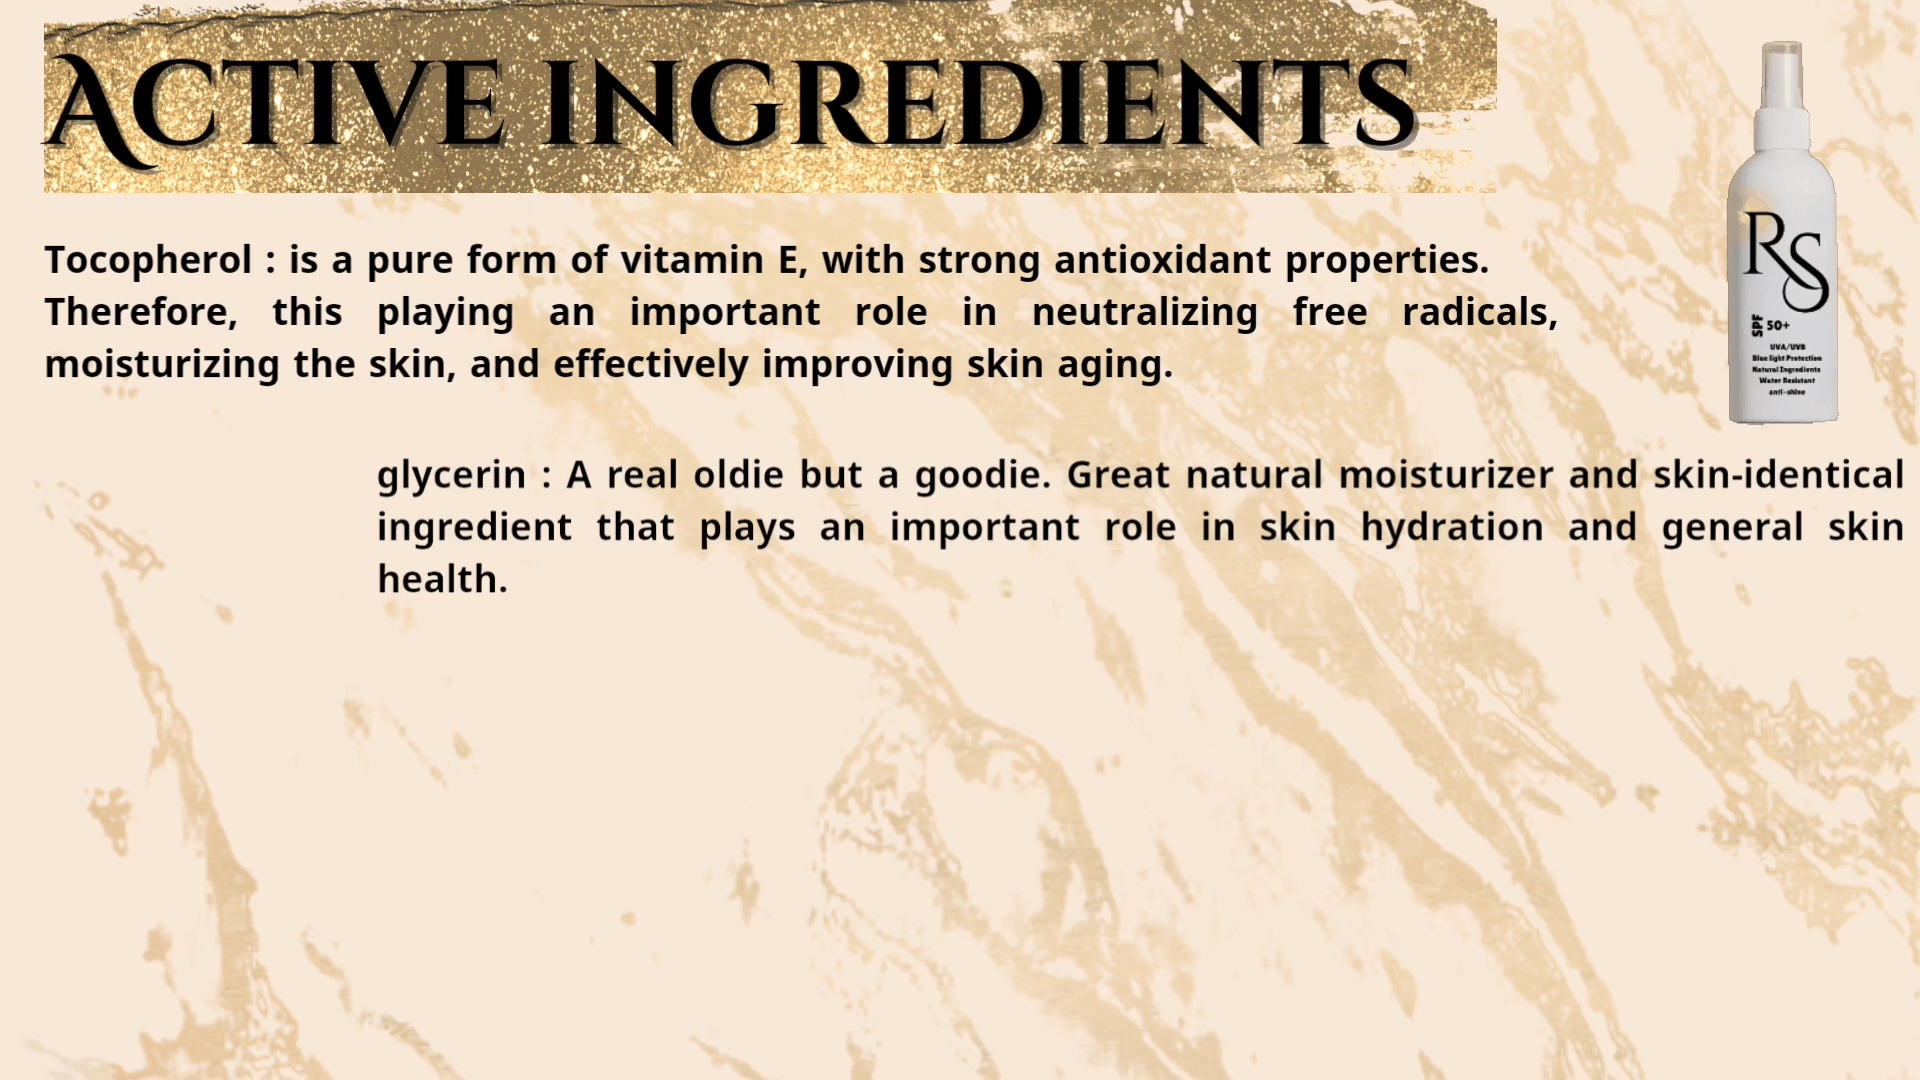 ACTIVE INGREDIENTS
Tocopherol : is a pure form of vitamin E, with strong antioxidant properties.
Therefore, this playing an important role in neutralizing free radicals,
moisturizing the skin, and effectively improving skin aging.
RS
SPF 50+
UVA/UVB
Blue light Protection
Natural Ingredients
Water Resistant
anti-shine
glycerin : A real oldie but a goodie. Great natural moisturizer and skin-identical
ingredient that plays an important role in skin hydration and general skin
health.